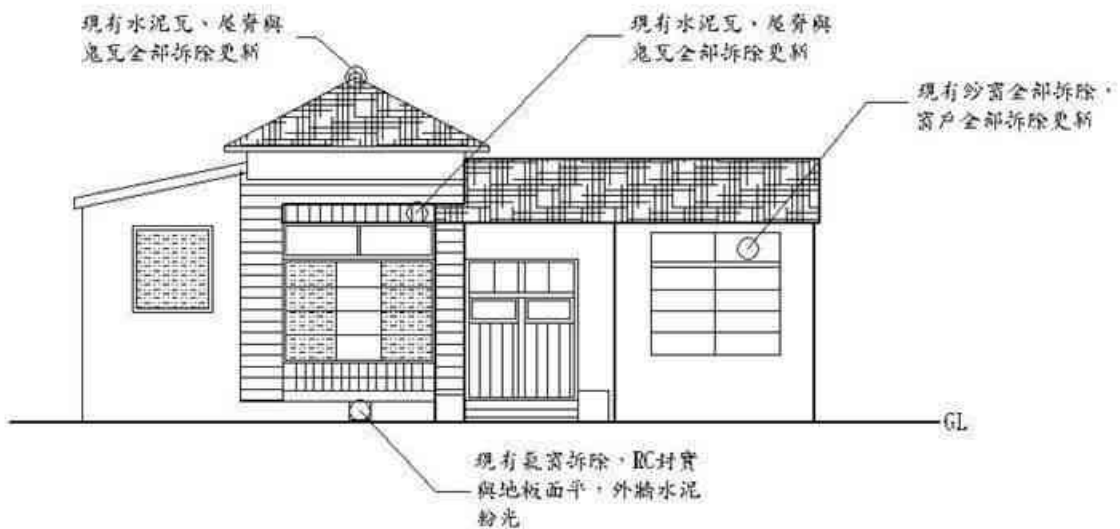 現有水泥瓦、屋脊與
鬼瓦全部拆除更新
現有水泥瓦、屋脊與
鬼瓦全部拆除更新
現有紗窗全部拆除，
窗戶全部拆除更新
GL
現有氣窗拆除，RC封實
與地板面平，外牆水泥
粉光